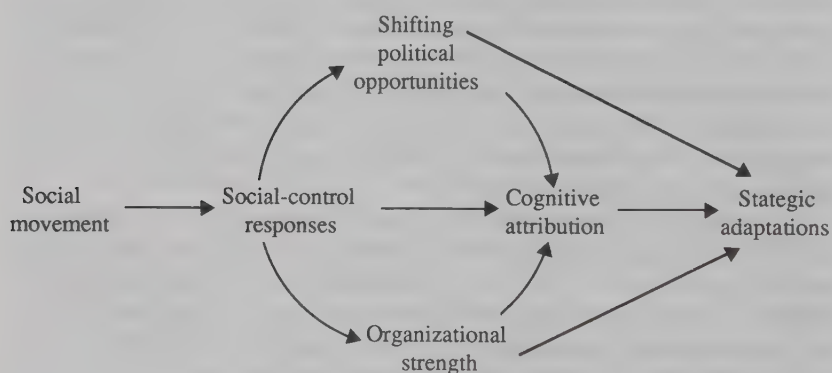 Shifting
political
opportunities
Social
movement
Social-control
responses
Cognitive
attribution
Stategic
adaptations
Organizational
strength